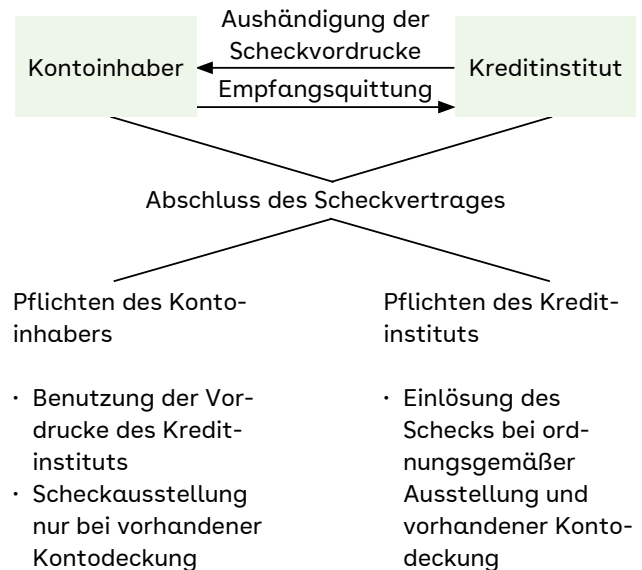 Aushändigung der
Scheckvordrucke
Kontoinhaber
Kreditinstitut
Empfangsquittung
Abschluss des Scheckvertrages
Pflichten des Konto-
inhabers
· Benutzung der Vor-
drucke des Kredit-
instituts
· Scheckausstellung
nur bei vorhandener
Kontodeckung
Pflichten des Kredit-
instituts
· Einlösung des
Schecks bei ord-
nungsgemäßer
Ausstellung und
vorhandener Konto-
deckung